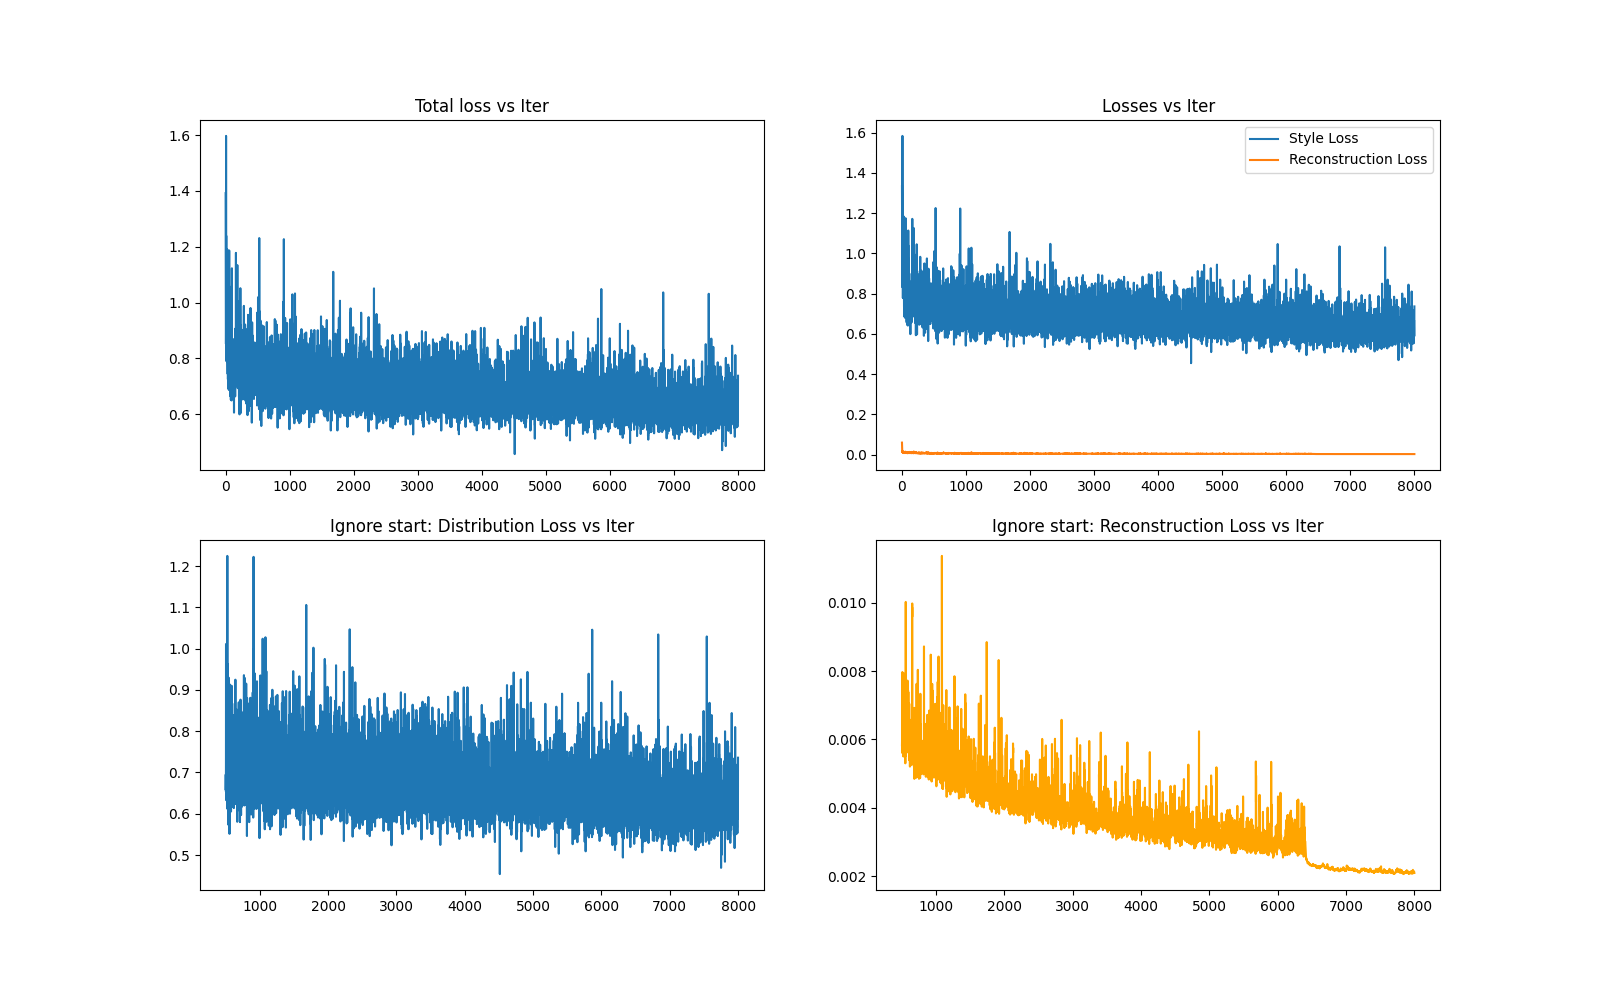 Total loss vs Iter
1.6
1.4
1.2
1.0
0.8
0.6
0 1000 2000 3000 4000 5000 6000 7000 8000
Losses vs Iter
Style Loss
Reconstruction Loss
1.6
1.4
1.2
1.0
0.8
0.6
0.4
0.2
0.0
0 1000 2000 3000 4000 5000 6000 7000 8000
Ignore start: Distribution Loss vs Iter
1.2
1.1
1.0
0.9
0.8
0.7
0.6
0.5
1000 2000 3000 4000 5000 6000 7000 8000
Ignore start: Reconstruction Loss vs Iter
0.010
0.008
0.006
0.004
0.002
1000 2000 3000 4000 5000 6000 7000 8000